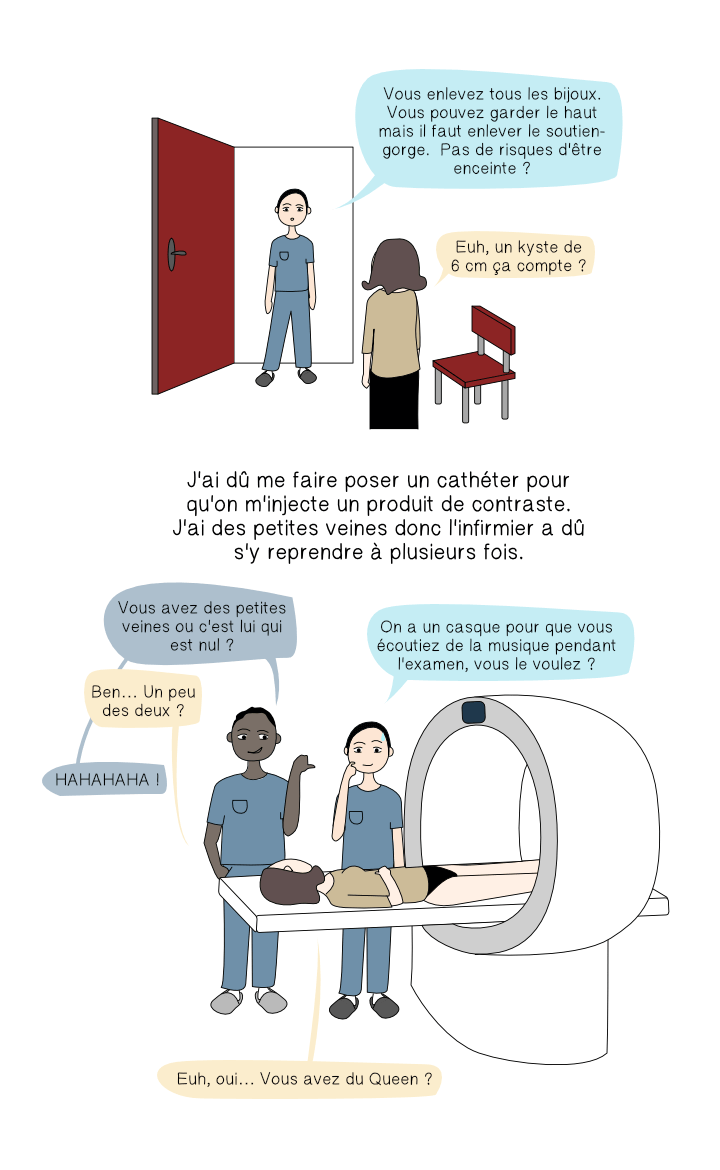 Vous enlevez tous les bijoux.
Vous pouvez garder le haut
mais il faut enlever le soutien-
gorge. Pas de risques d'être
enceinte ?
Euh, un kyste de
6 cm ça compte ?
J'ai dû me faire poser un cathéter pour
qu'on m'injecte un produit de contraste.
J'ai des petites veines donc l'infirmier a dû
s'y reprendre à plusieurs fois.
Vous avez des petites
veines ou c'est lui qui
est nul ?
Ben... Un peu
des deux ?
HAHAHAHA !
On a un casque pour que vous
écoutiez de la musique pendant
l'examen, vous le voulez ?
Euh, oui... Vous avez du Queen ?